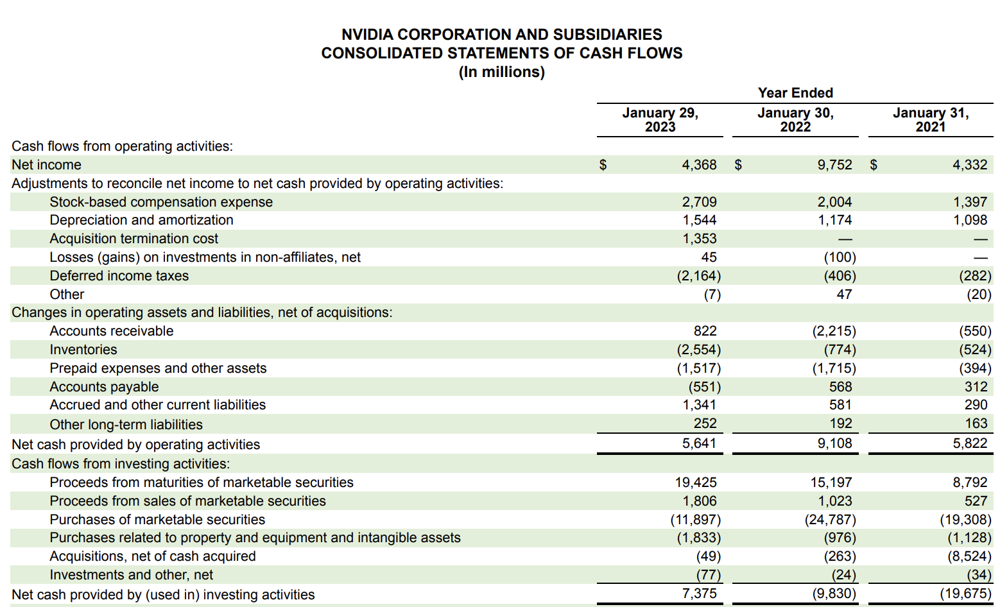 NVIDIA CORPORATION AND SUBSIDIARIES
CONSOLIDATED STATEMENTS OF CASH FLOWS
(In millions)
Year Ended
January 29, 2023 January 30, 2022 January 31, 2021
Cash flows from operating activities:
Net income $ 4,368 $ 9,752 $ 4,332
Adjustments to reconcile net income to net cash provided by operating activities:
Stock-based compensation expense 2,709 2,004 1,397
Depreciation and amortization 1,544 1,174 1,098
Acquisition termination cost 1,353 — —
Losses (gains) on investments in non-affiliates, net 45 (100) —
Deferred income taxes (2,164) (406) (282)
Other (7) 47 (20)
Changes in operating assets and liabilities, net of acquisitions:
Accounts receivable 822 (2,215) (550)
Inventories (2,554) (774) (524)
Prepaid expenses and other assets (1,517) (1,715) (394)
Accounts payable (551) 568 312
Accrued and other current liabilities 1,341 581 290
Other long-term liabilities 252 192 163
Net cash provided by operating activities 5,641 9,108 5,822
Cash flows from investing activities:
Proceeds from maturities of marketable securities 19,425 15,197 8,792
Proceeds from sales of marketable securities 1,806 1,023 527
Purchases of marketable securities (11,897) (24,787) (19,308)
Purchases related to property and equipment and intangible assets (1,833) (976) (1,128)
Acquisitions, net of cash acquired (49) (263) (8,524)
Investments and other, net (77) (24) (34)
Net cash provided by (used in) investing activities 7,375 (9,830) (19,675)